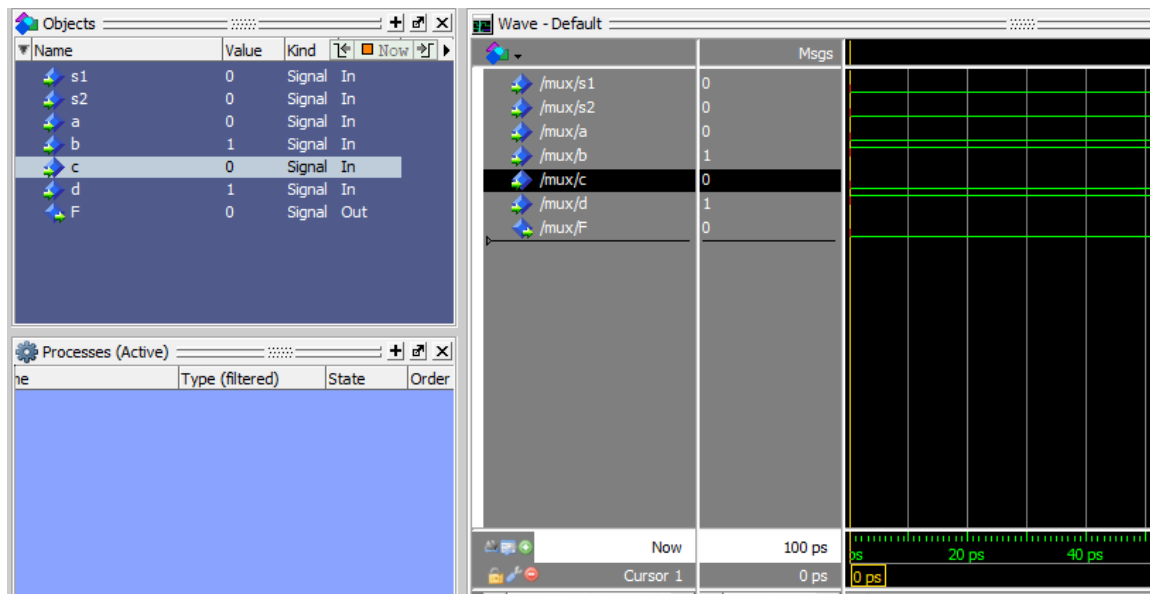 Objects
Name Value Kind Now
s1 0 Signal In
s2 0 Signal In
a 0 Signal In
b 1 Signal In
c 0 Signal In
d 1 Signal In
F 0 Signal Out
Processes (Active)
ne Type (filtered) State Order
Wave - Default
Msgs
/mux/s1 0
/mux/s2 0
/mux/a 0
/mux/b 1
/mux/c 0
/mux/d 1
/mux/F 0
Now 100 ps ps 20 ps 40 ps
Cursor 1 0 ps 0 ps